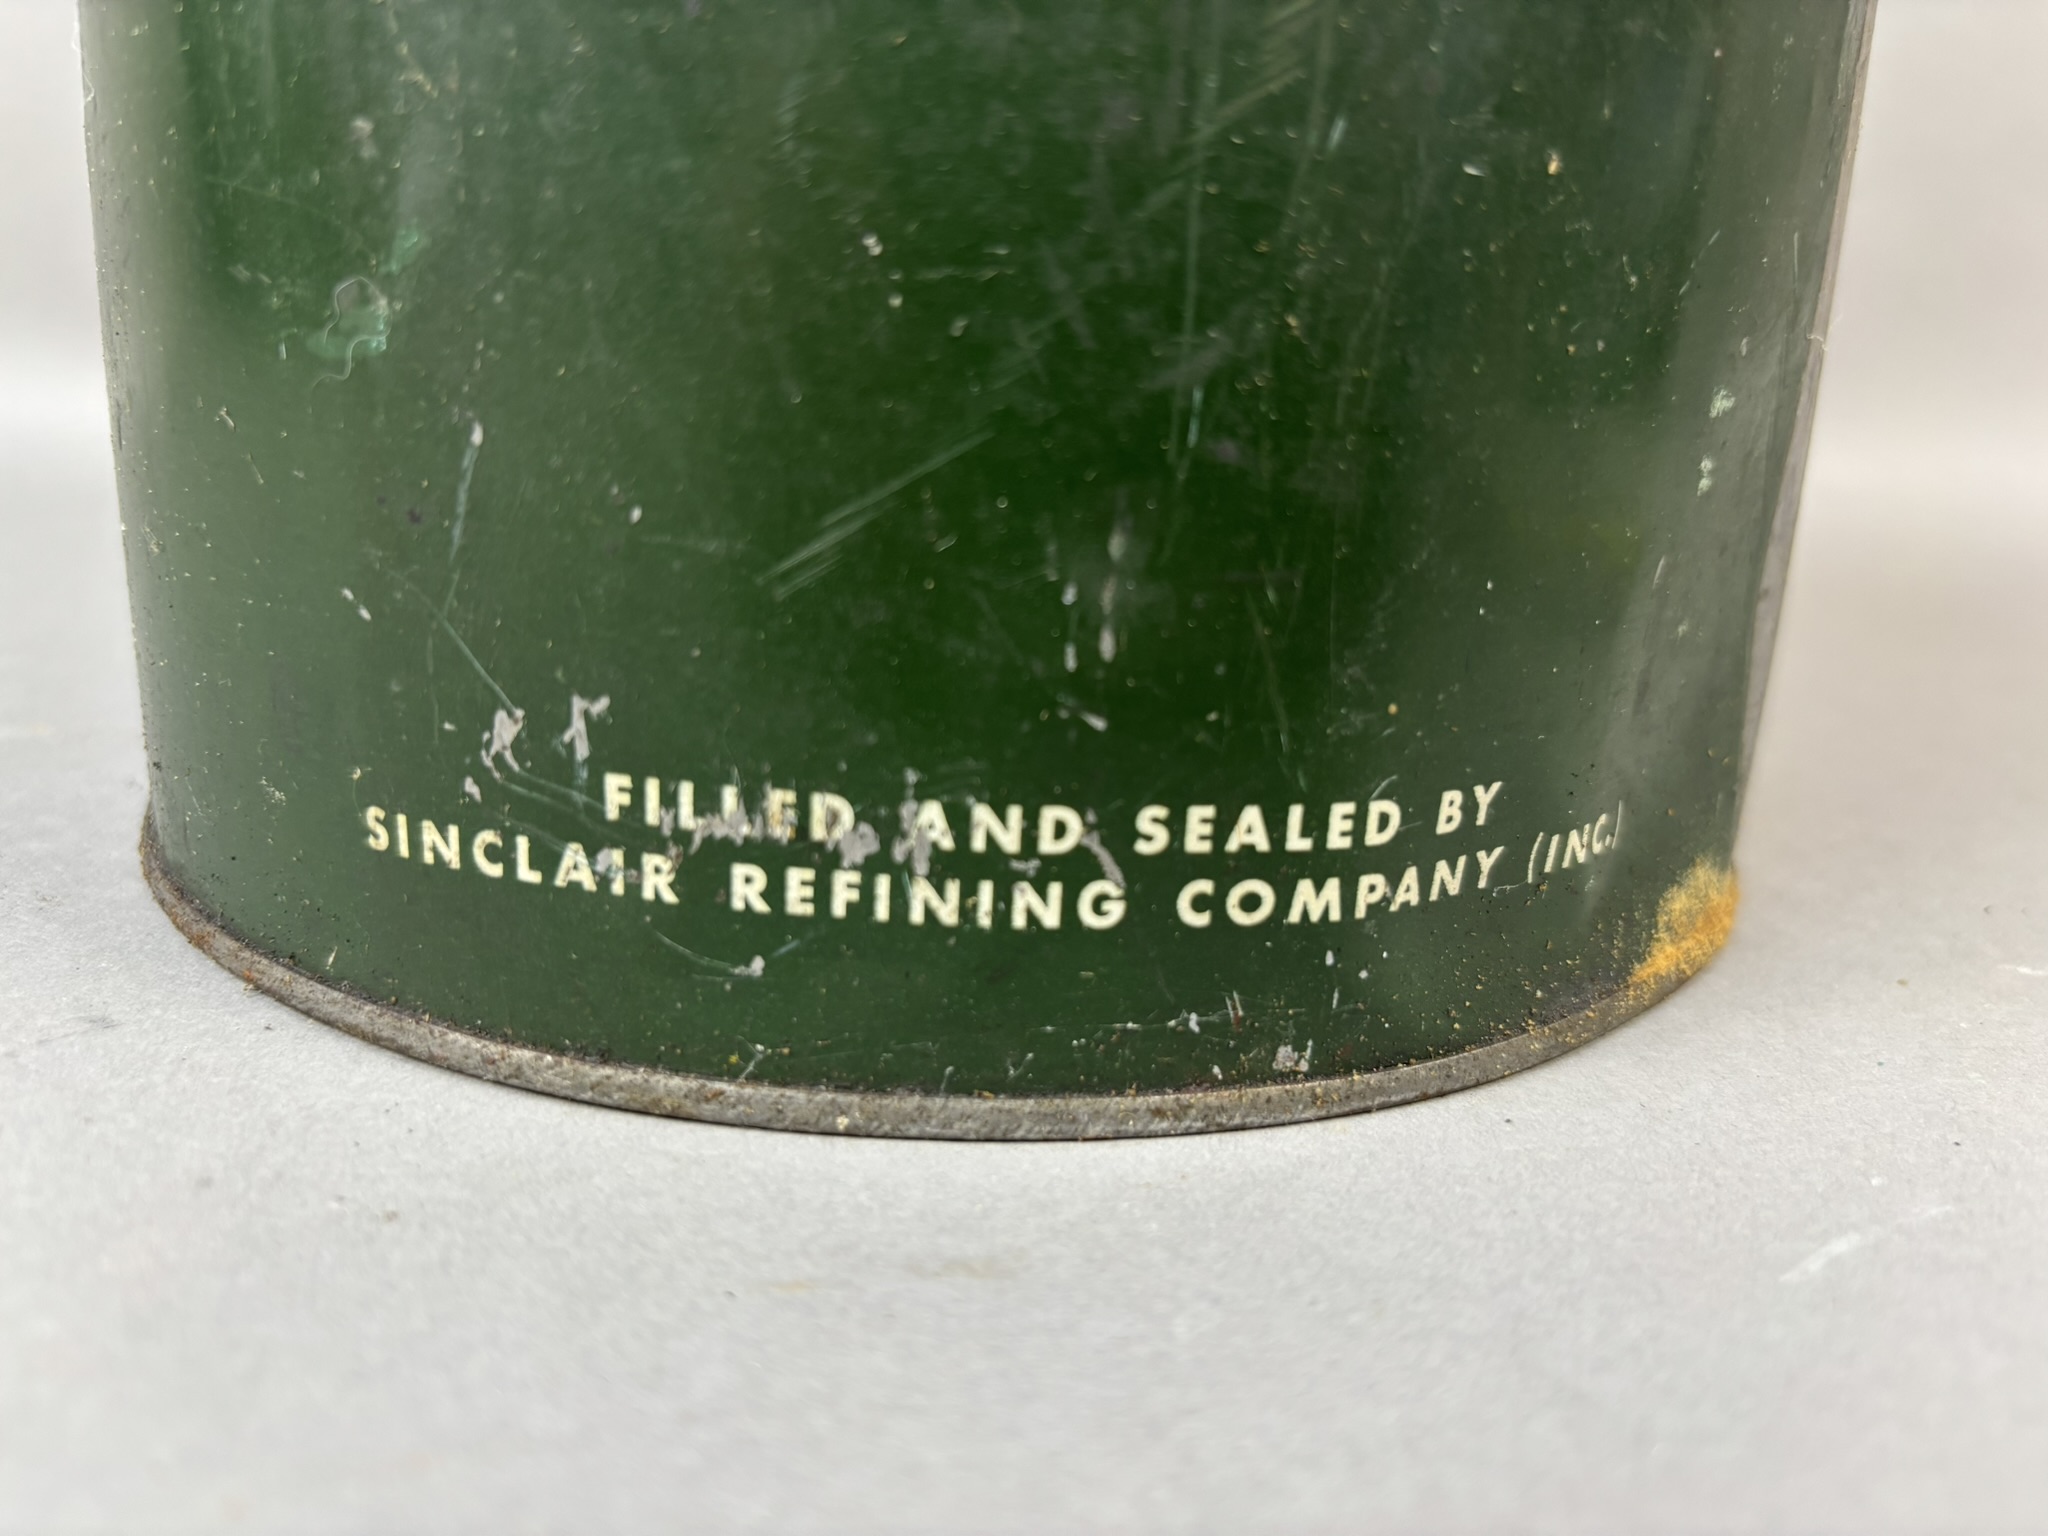 FILLED AND SEALED BY
SINCLAIR REFINING COMPANY (INC.)